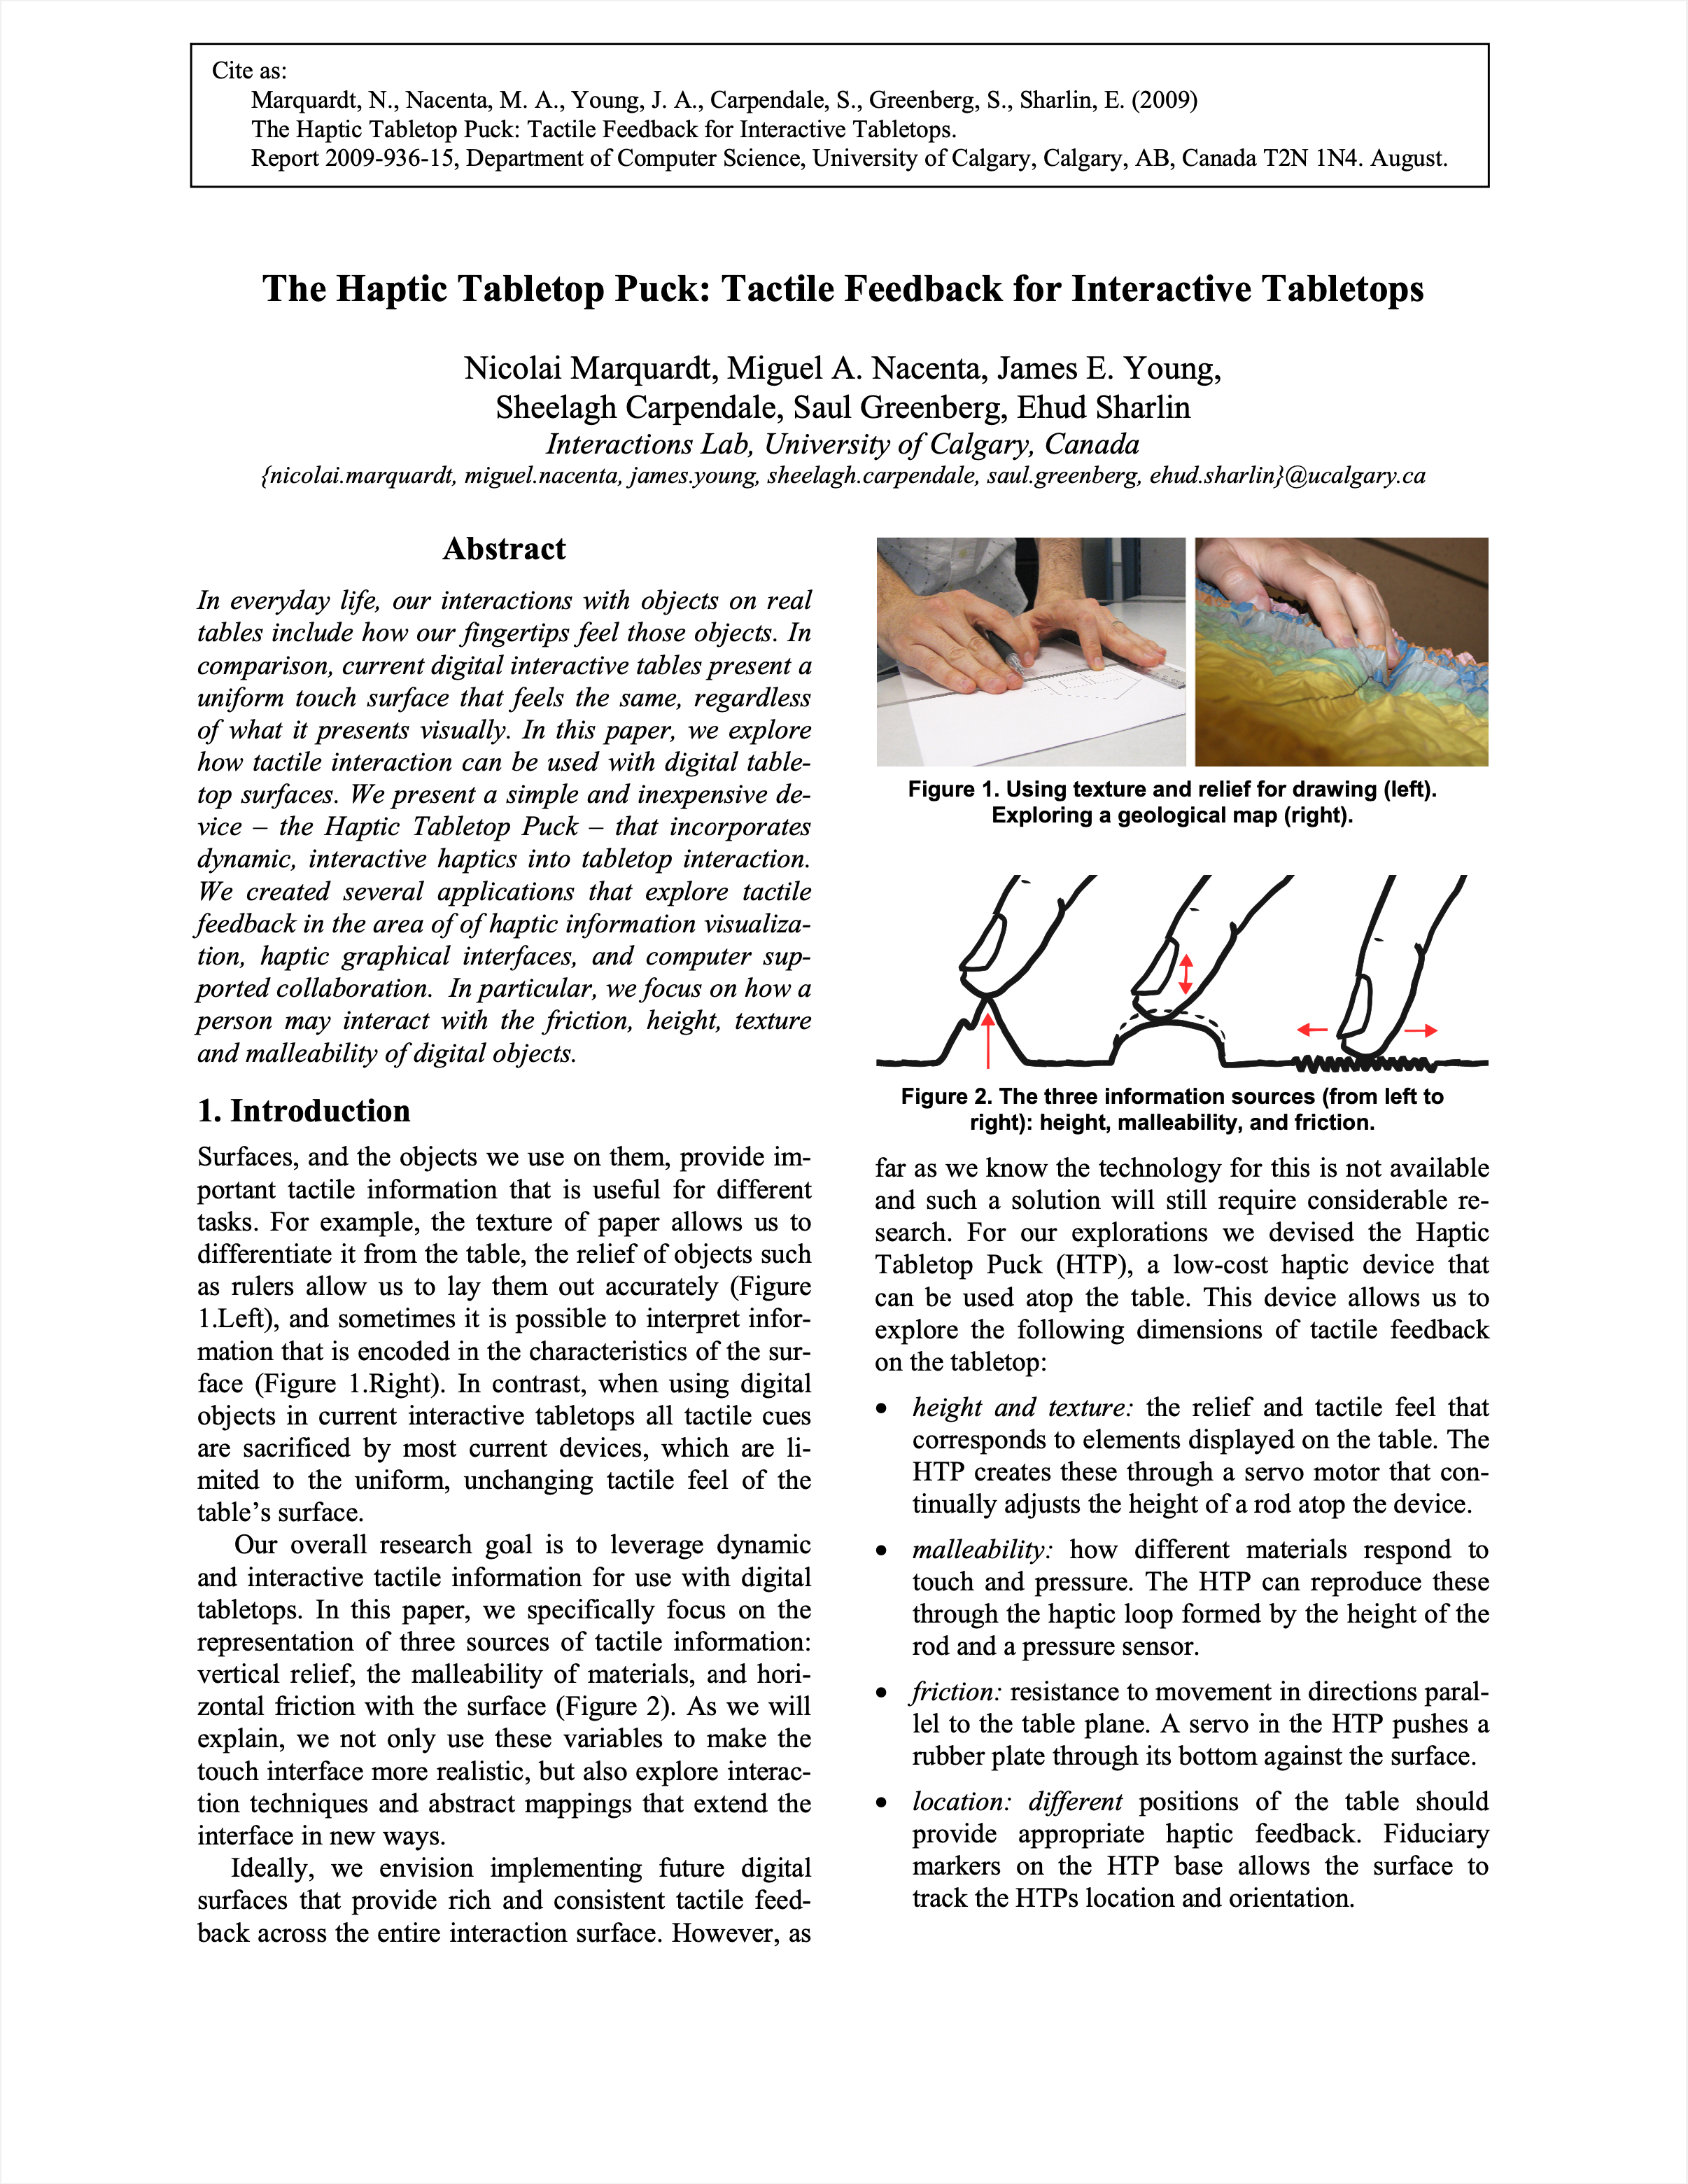 Cite as:
Marquardt, N., Nacenta, M. A., Young, J. A., Carpendale, S., Greenberg, S., Sharlin, E. (2009)
The Haptic Tabletop Puck: Tactile Feedback for Interactive Tabletops.
Report 2009-936-15, Department of Computer Science, University of Calgary, Calgary, AB, Canada T2N 1N4. August.
The Haptic Tabletop Puck: Tactile Feedback for Interactive Tabletops
Nicolai Marquardt, Miguel A. Nacenta, James E. Young,
Sheelagh Carpendale, Saul Greenberg, Ehud Sharlin
Interactions Lab, University of Calgary, Canada
{nicolai.marquardt, miguel.nacenta, james.young, sheelagh.carpendale, saul.greenberg, ehud.sharlin}@ucalgary.ca
Abstract
In everyday life, our interactions with objects on real
tables include how our fingertips feel those objects. In
comparison, current digital interactive tables present a
uniform touch surface that feels the same, regardless
of what it presents visually. In this paper, we explore
how tactile interaction can be used with digital table-
top surfaces. We present a simple and inexpensive de-
vice – the Haptic Tabletop Puck – that incorporates
dynamic, interactive haptics into tabletop interaction.
We created several applications that explore tactile
feedback in the area of of haptic information visualiza-
tion, haptic graphical interfaces, and computer sup-
ported collaboration.  In particular, we focus on how a
person may interact with the friction, height, texture
and malleability of digital objects.
1. Introduction
Surfaces, and the objects we use on them, provide im-
portant tactile information that is useful for different
tasks. For example, the texture of paper allows us to
differentiate it from the table, the relief of objects such
as rulers allow us to lay them out accurately (Figure
1.Left), and sometimes it is possible to interpret infor-
mation that is encoded in the characteristics of the sur-
face (Figure 1.Right). In contrast, when using digital
objects in current interactive tabletops all tactile cues
are sacrificed by most current devices, which are li-
mited to the uniform, unchanging tactile feel of the
table’s surface.
Our overall research goal is to leverage dynamic
and interactive tactile information for use with digital
tabletops. In this paper, we specifically focus on the
representation of three sources of tactile information:
vertical relief, the malleability of materials, and hori-
zontal friction with the surface (Figure 2). As we will
explain, we not only use these variables to make the
touch interface more realistic, but also explore interac-
tion techniques and abstract mappings that extend the
interface in new ways.
Ideally, we envision implementing future digital
surfaces that provide rich and consistent tactile feed-
back across the entire interaction surface. However, as
Figure 1. Using texture and relief for drawing (left).
Exploring a geological map (right).
Figure 2. The three information sources (from left to
right): height, malleability, and friction.
far as we know the technology for this is not available
and such a solution will still require considerable re-
search. For our explorations we devised the Haptic
Tabletop Puck (HTP), a low-cost haptic device that
can be used atop the table. This device allows us to
explore the following dimensions of tactile feedback
on the tabletop:
• height and texture: the relief and tactile feel that
corresponds to elements displayed on the table. The
HTP creates these through a servo motor that con-
tinually adjusts the height of a rod atop the device.
• malleability: how different materials respond to
touch and pressure. The HTP can reproduce these
through the haptic loop formed by the height of the
rod and a pressure sensor.
• friction: resistance to movement in directions paral-
lel to the table plane. A servo in the HTP pushes a
rubber plate through its bottom against the surface.
• location: different positions of the table should
provide appropriate haptic feedback. Fiduciary
markers on the HTP base allows the surface to
track the HTPs location and orientation.